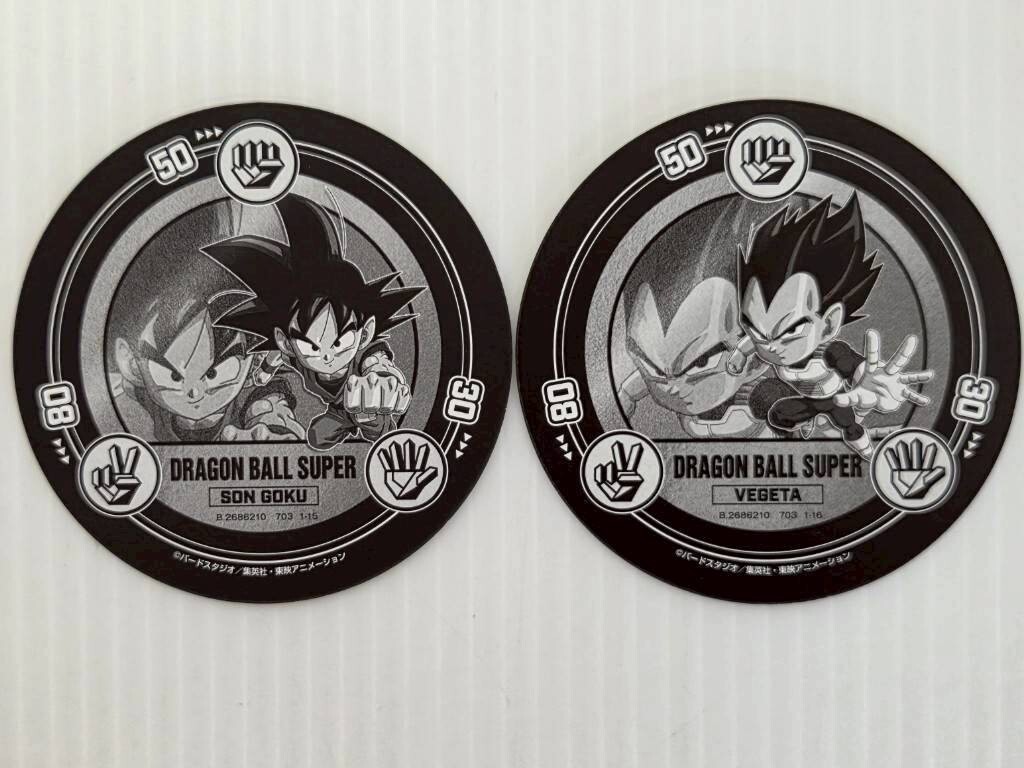 50
08
30
DRAGON BALL SUPER
SON GOKU
B.2686210 703 1-15
©バードスタジオ/集英社・東映アニメーション
50
08
30
DRAGON BALL SUPER
VEGETA
B.2686210 703 1-16
©バードスタジオ/集英社・東映アニメーション